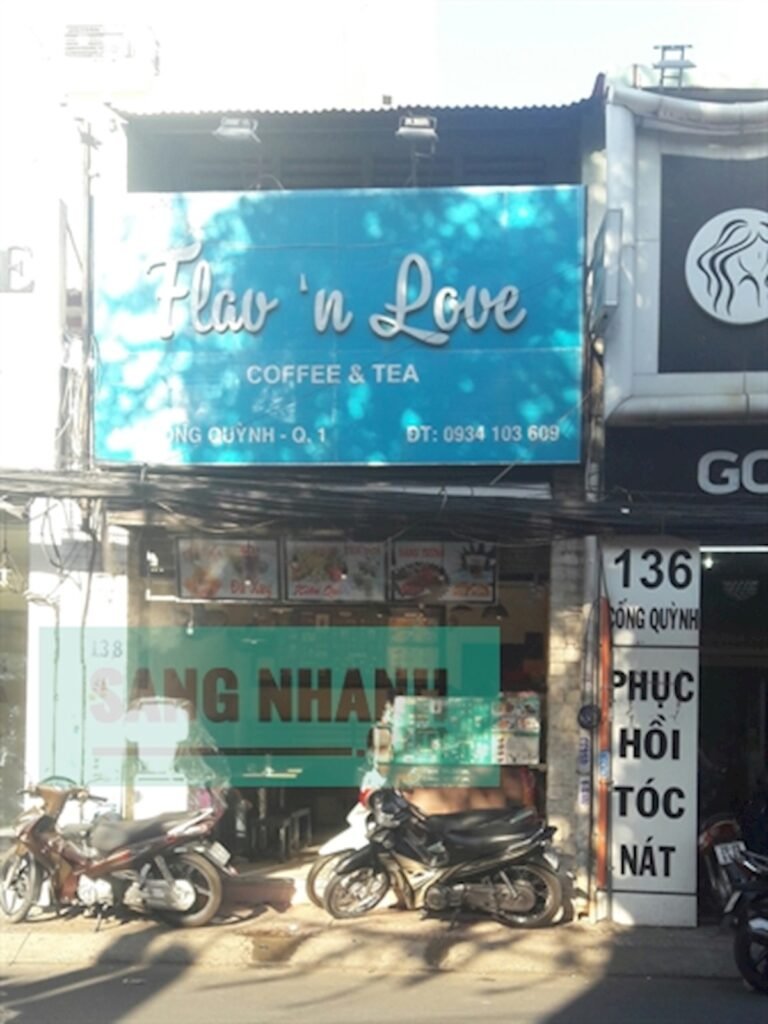 Flav 'n Love
COFFEE & TEA
ỐNG QUỲNH - Q. 1
ĐT: 0934 103 609
GO
136
CỐNG QUỲNH
138
SANG NHANH
PHỤC
HỒI
TÓC
NÁT